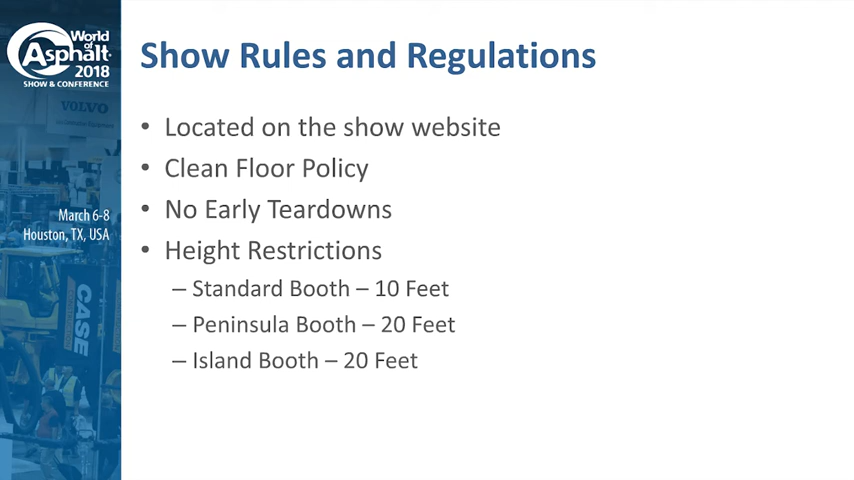 World
of
Asphalt
2018
SHOW & CONFERENCE
VOLVO
March 6-8
Houston, TX, USA
CASE
Show Rules and Regulations
• Located on the show website
• Clean Floor Policy
• No Early Teardowns
• Height Restrictions
– Standard Booth – 10 Feet
– Peninsula Booth – 20 Feet
– Island Booth – 20 Feet